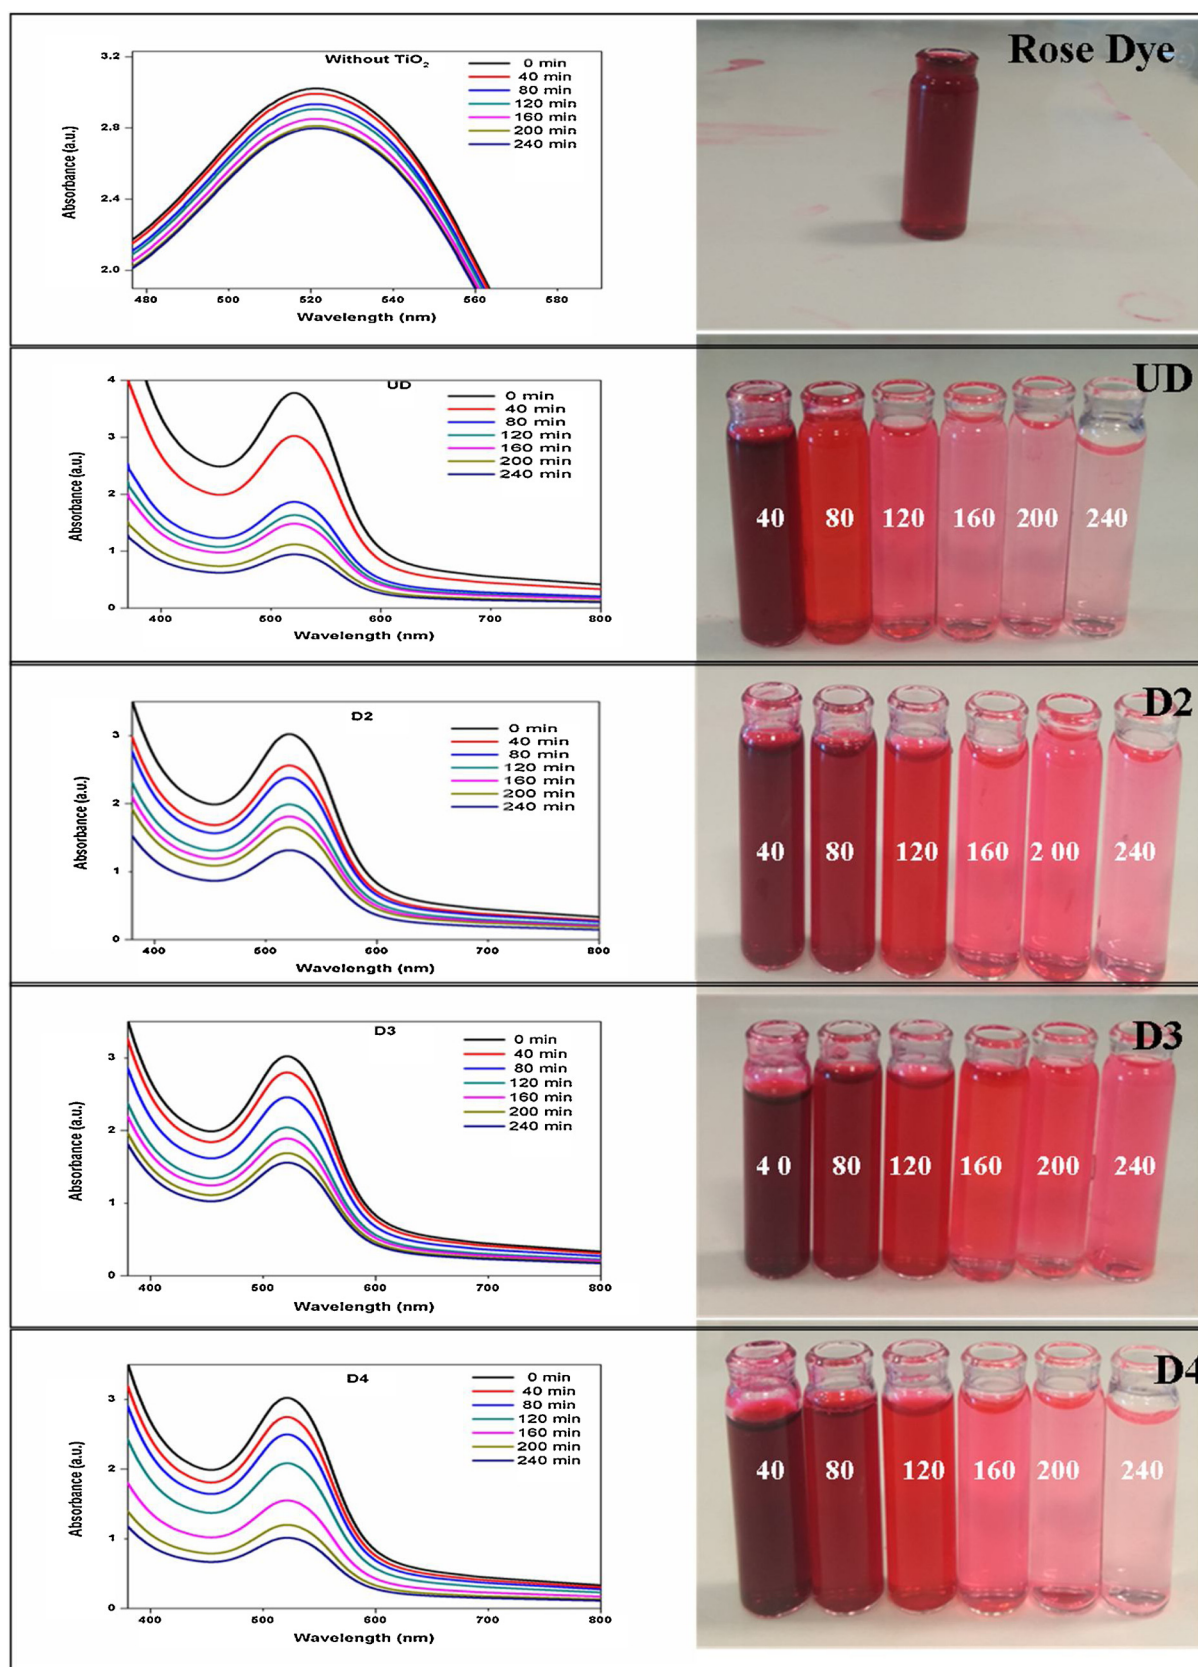 Without TiO₂
0 min
40 min
80 min
120 min
160 min
200 min
240 min
3.2
2.8
2.4
2.0
480 500 520 540 560 580
Absorbance (a.u.)
Wavelength (nm)
Rose Dye
UD
0 min
40 min
80 min
120 min
160 min
200 min
240 min
4
3
2
1
0
400 500 600 700 800
Absorbance (a.u.)
Wavelength (nm)
UD
40 80 120 160 200 240
D2
0 min
40 min
80 min
120 min
160 min
200 min
240 min
3
2
1
0
400 500 600 700 800
Absorbance (a.u.)
Wavelength (nm)
D2
40 80 120 160 2 00 240
D3
0 min
40 min
80 min
120 min
160 min
200 min
240 min
3
2
1
0
400 500 600 700 800
Absorbance (a.u.)
Wavelength (nm)
D3
4 0 80 120 160 200 240
D4
0 min
40 min
80 min
120 min
160 min
200 min
240 min
3
2
1
0
400 500 600 700 800
Absorbance (a.u.)
Wavelength (nm)
D4
40 80 120 160 200 240